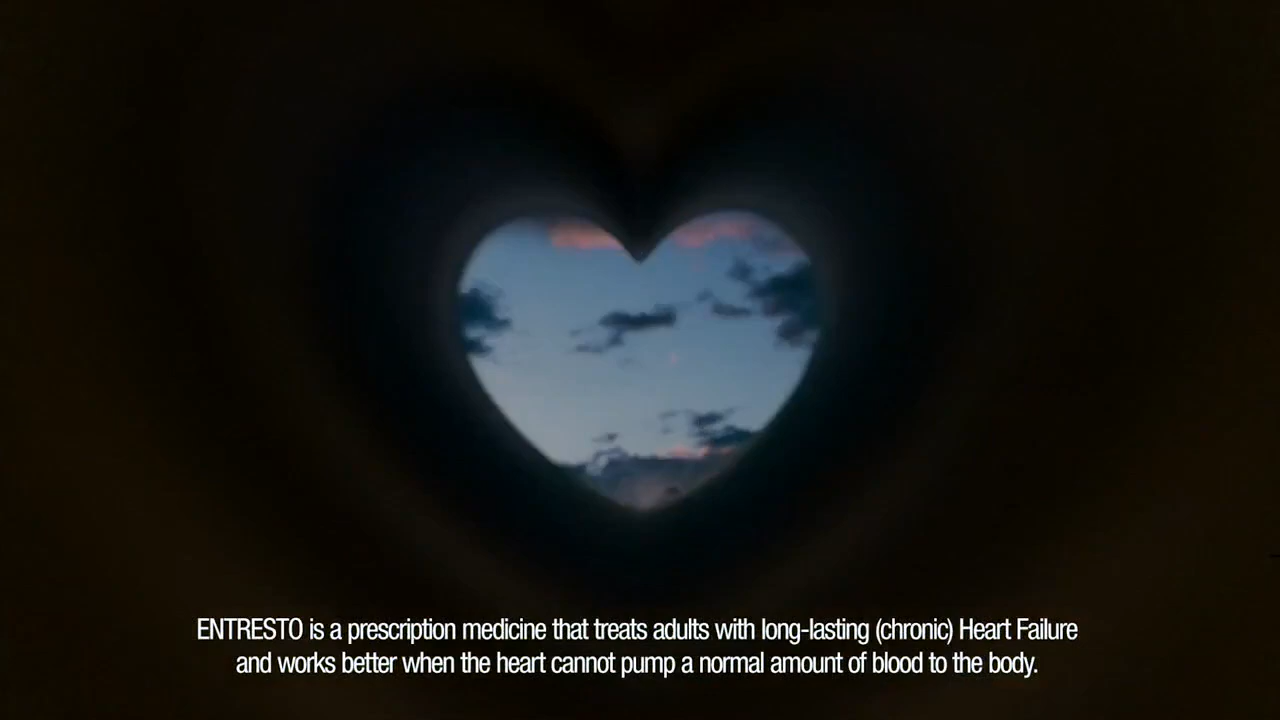 ENTRESTO is a prescription medicine that treats adults with long-lasting (chronic) Heart Failure
and works better when the heart cannot pump a normal amount of blood to the body.